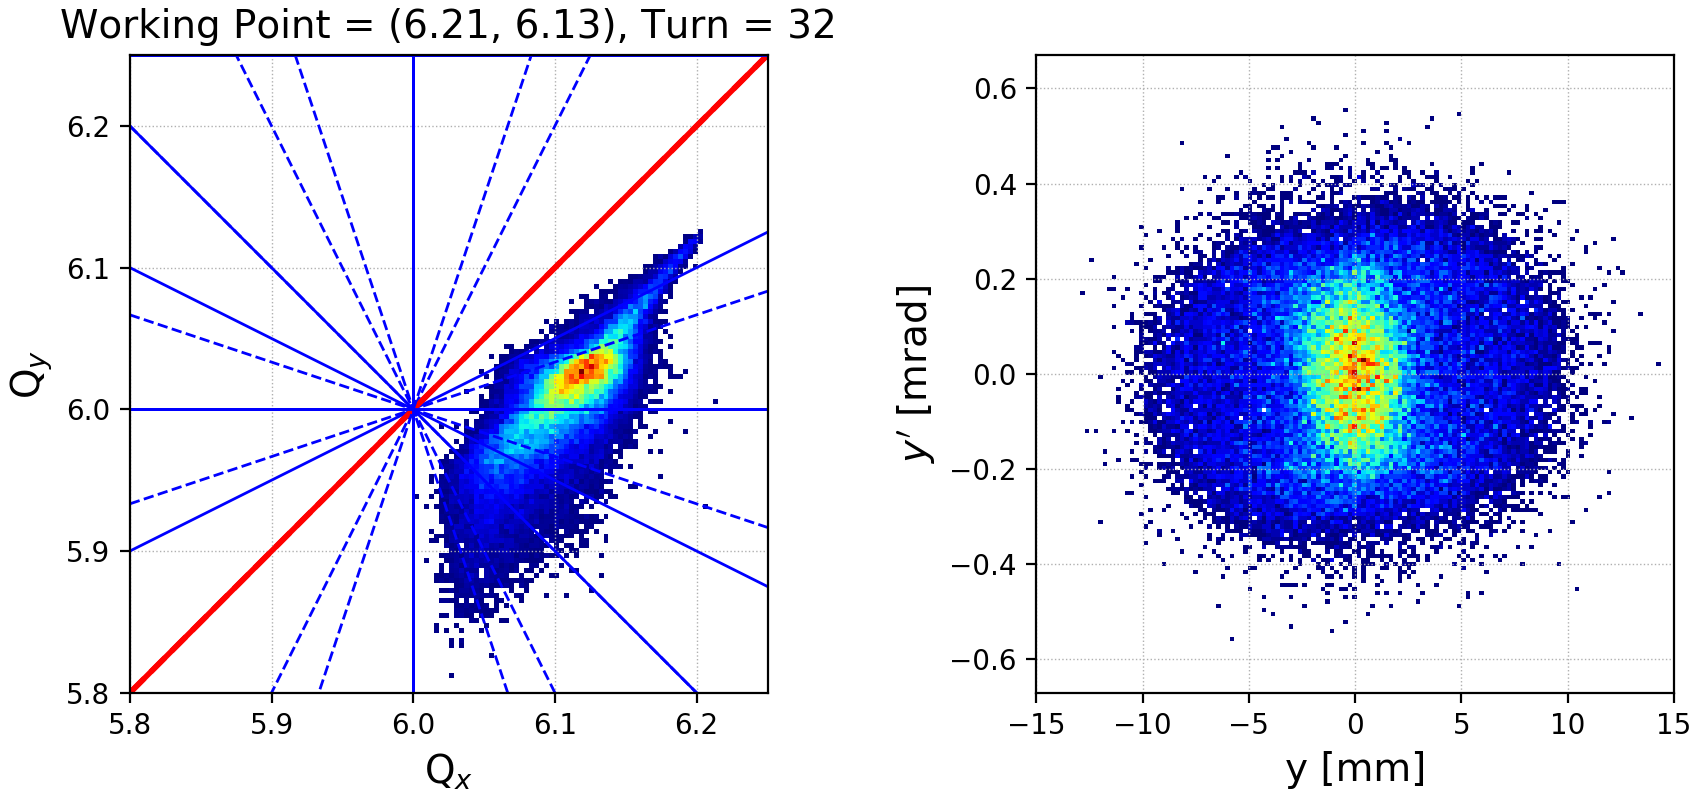 Working Point = (6.21, 6.13), Turn = 32
6.2
6.1
6.0
5.9
5.8
Q_y
5.8 5.9 6.0 6.1 6.2
Q_x
0.6
0.4
0.2
0.0
−0.2
−0.4
−0.6
y′ [mrad]
−15 −10 −5 0 5 10 15
y [mm]